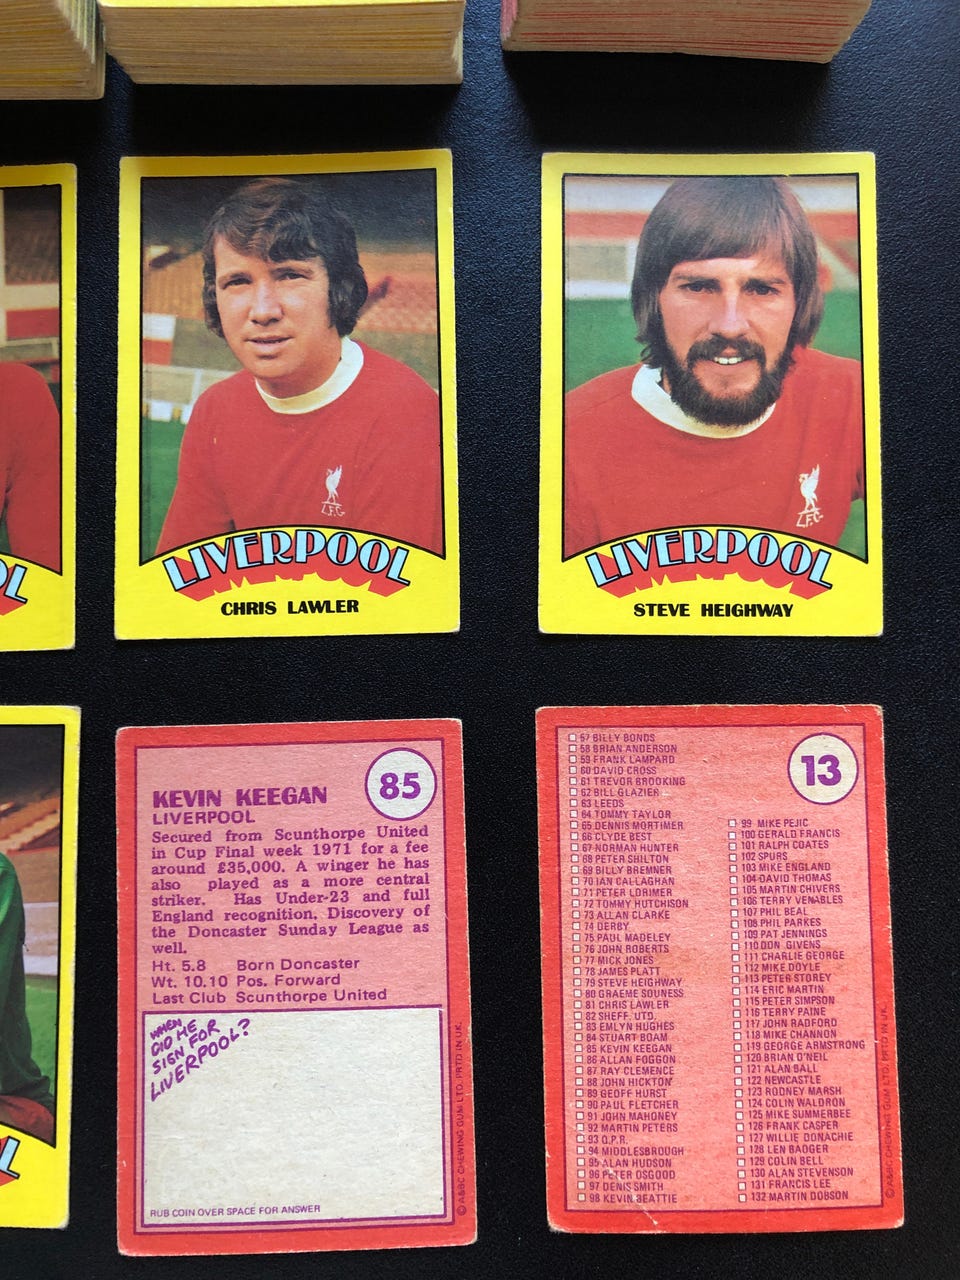 L.F.C.
LIVERPOOL
CHRIS LAWLER
L.F.C.
LIVERPOOL
STEVE HEIGHWAY
85
KEVIN KEEGAN
LIVERPOOL
Secured from Scunthorpe United
in Cup Final week 1971 for a fee
around £35,000. A winger he has
also played as a more central
striker. Has Under-23 and full
England recognition. Discovery of
the Doncaster Sunday League as
well.
Ht. 5.8 Born Doncaster
Wt. 10.10 Pos. Forward
Last Club Scunthorpe United
WHEN
DID HE
SIGN FOR
LIVERPOOL?
RUB COIN OVER SPACE FOR ANSWER
© A&BC CHEWING GUM LTD. PRTD IN U.K.
13
57 BILLY BONDS
58 BRIAN ANDERSON
59 FRANK LAMPARD
60 DAVID CROSS
61 TREVOR BROOKING
62 BILL GLAZIER
63 LEEDS
64 TOMMY TAYLOR
65 DENNIS MORTIMER
66 CLYDE BEST
67 NORMAN HUNTER
68 PETER SHILTON
69 BILLY BREMNER
70 IAN CALLAGHAN
71 PETER LORIMER
72 TOMMY HUTCHISON
73 ALLAN CLARKE
74 DERBY
75 PAUL MADELEY
76 JOHN ROBERTS
77 MICK JONES
78 JAMES PLATT
79 STEVE HEIGHWAY
80 GRAEME SOUNESS
81 CHRIS LAWLER
82 SHEFF. UTD.
83 EMLYN HUGHES
84 STUART BOAM
85 KEVIN KEEGAN
86 ALLAN FOGGON
87 RAY CLEMENCE
88 JOHN HICKTON
89 GEOFF HURST
90 PAUL FLETCHER
91 JOHN MAHONEY
92 MARTIN PETERS
93 Q.P.R.
94 MIDDLESBROUGH
95 ALAN HUDSON
96 PETER OSGOOD
97 DENIS SMITH
98 KEVIN BEATTIE
99 MIKE PEJIC
100 GERALD FRANCIS
101 RALPH COATES
102 SPURS
103 MIKE ENGLAND
104 DAVID THOMAS
105 MARTIN CHIVERS
106 TERRY VENABLES
107 PHIL BEAL
108 PHIL PARKES
109 PAT JENNINGS
110 DON GIVENS
111 CHARLIE GEORGE
112 MIKE DOYLE
113 PETER STOREY
114 ERIC MARTIN
115 PETER SIMPSON
116 TERRY PAINE
117 JOHN RADFORD
118 MIKE CHANNON
119 GEORGE ARMSTRONG
120 BRIAN O'NEIL
121 ALAN BALL
122 NEWCASTLE
123 RODNEY MARSH
124 COLIN WALDRON
125 MIKE SUMMERBEE
126 FRANK CASPER
127 WILLIE DONACHIE
128 LEN BADGER
129 COLIN BELL
130 ALAN STEVENSON
131 FRANCIS LEE
132 MARTIN DOBSON
© A&BC CHEWING GUM LTD. PRTD IN U.K.